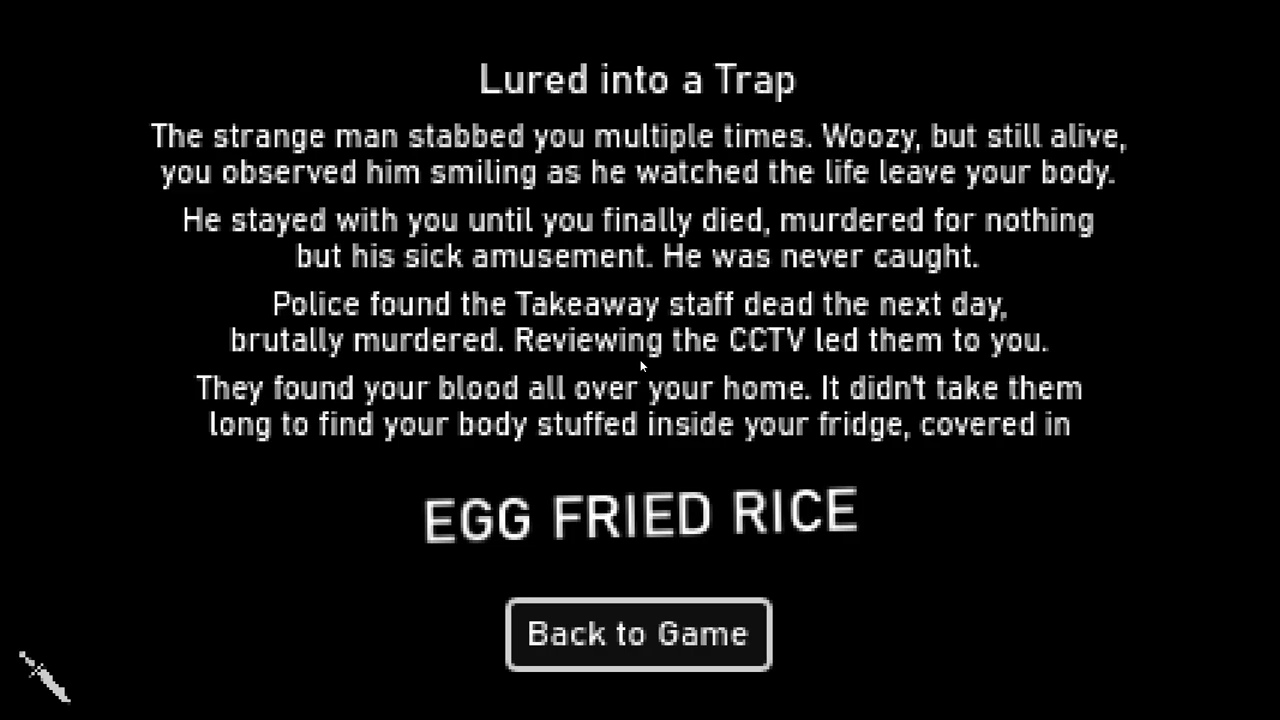 Lured into a Trap
The strange man stabbed you multiple times. Woozy, but still alive,
you observed him smiling as he watched the life leave your body.
He stayed with you until you finally died, murdered for nothing
but his sick amusement. He was never caught.
Police found the Takeaway staff dead the next day,
brutally murdered. Reviewing the CCTV led them to you.
They found your blood all over your home. It didn't take them
long to find your body stuffed inside your fridge, covered in
EGG FRIED RICE
Back to Game